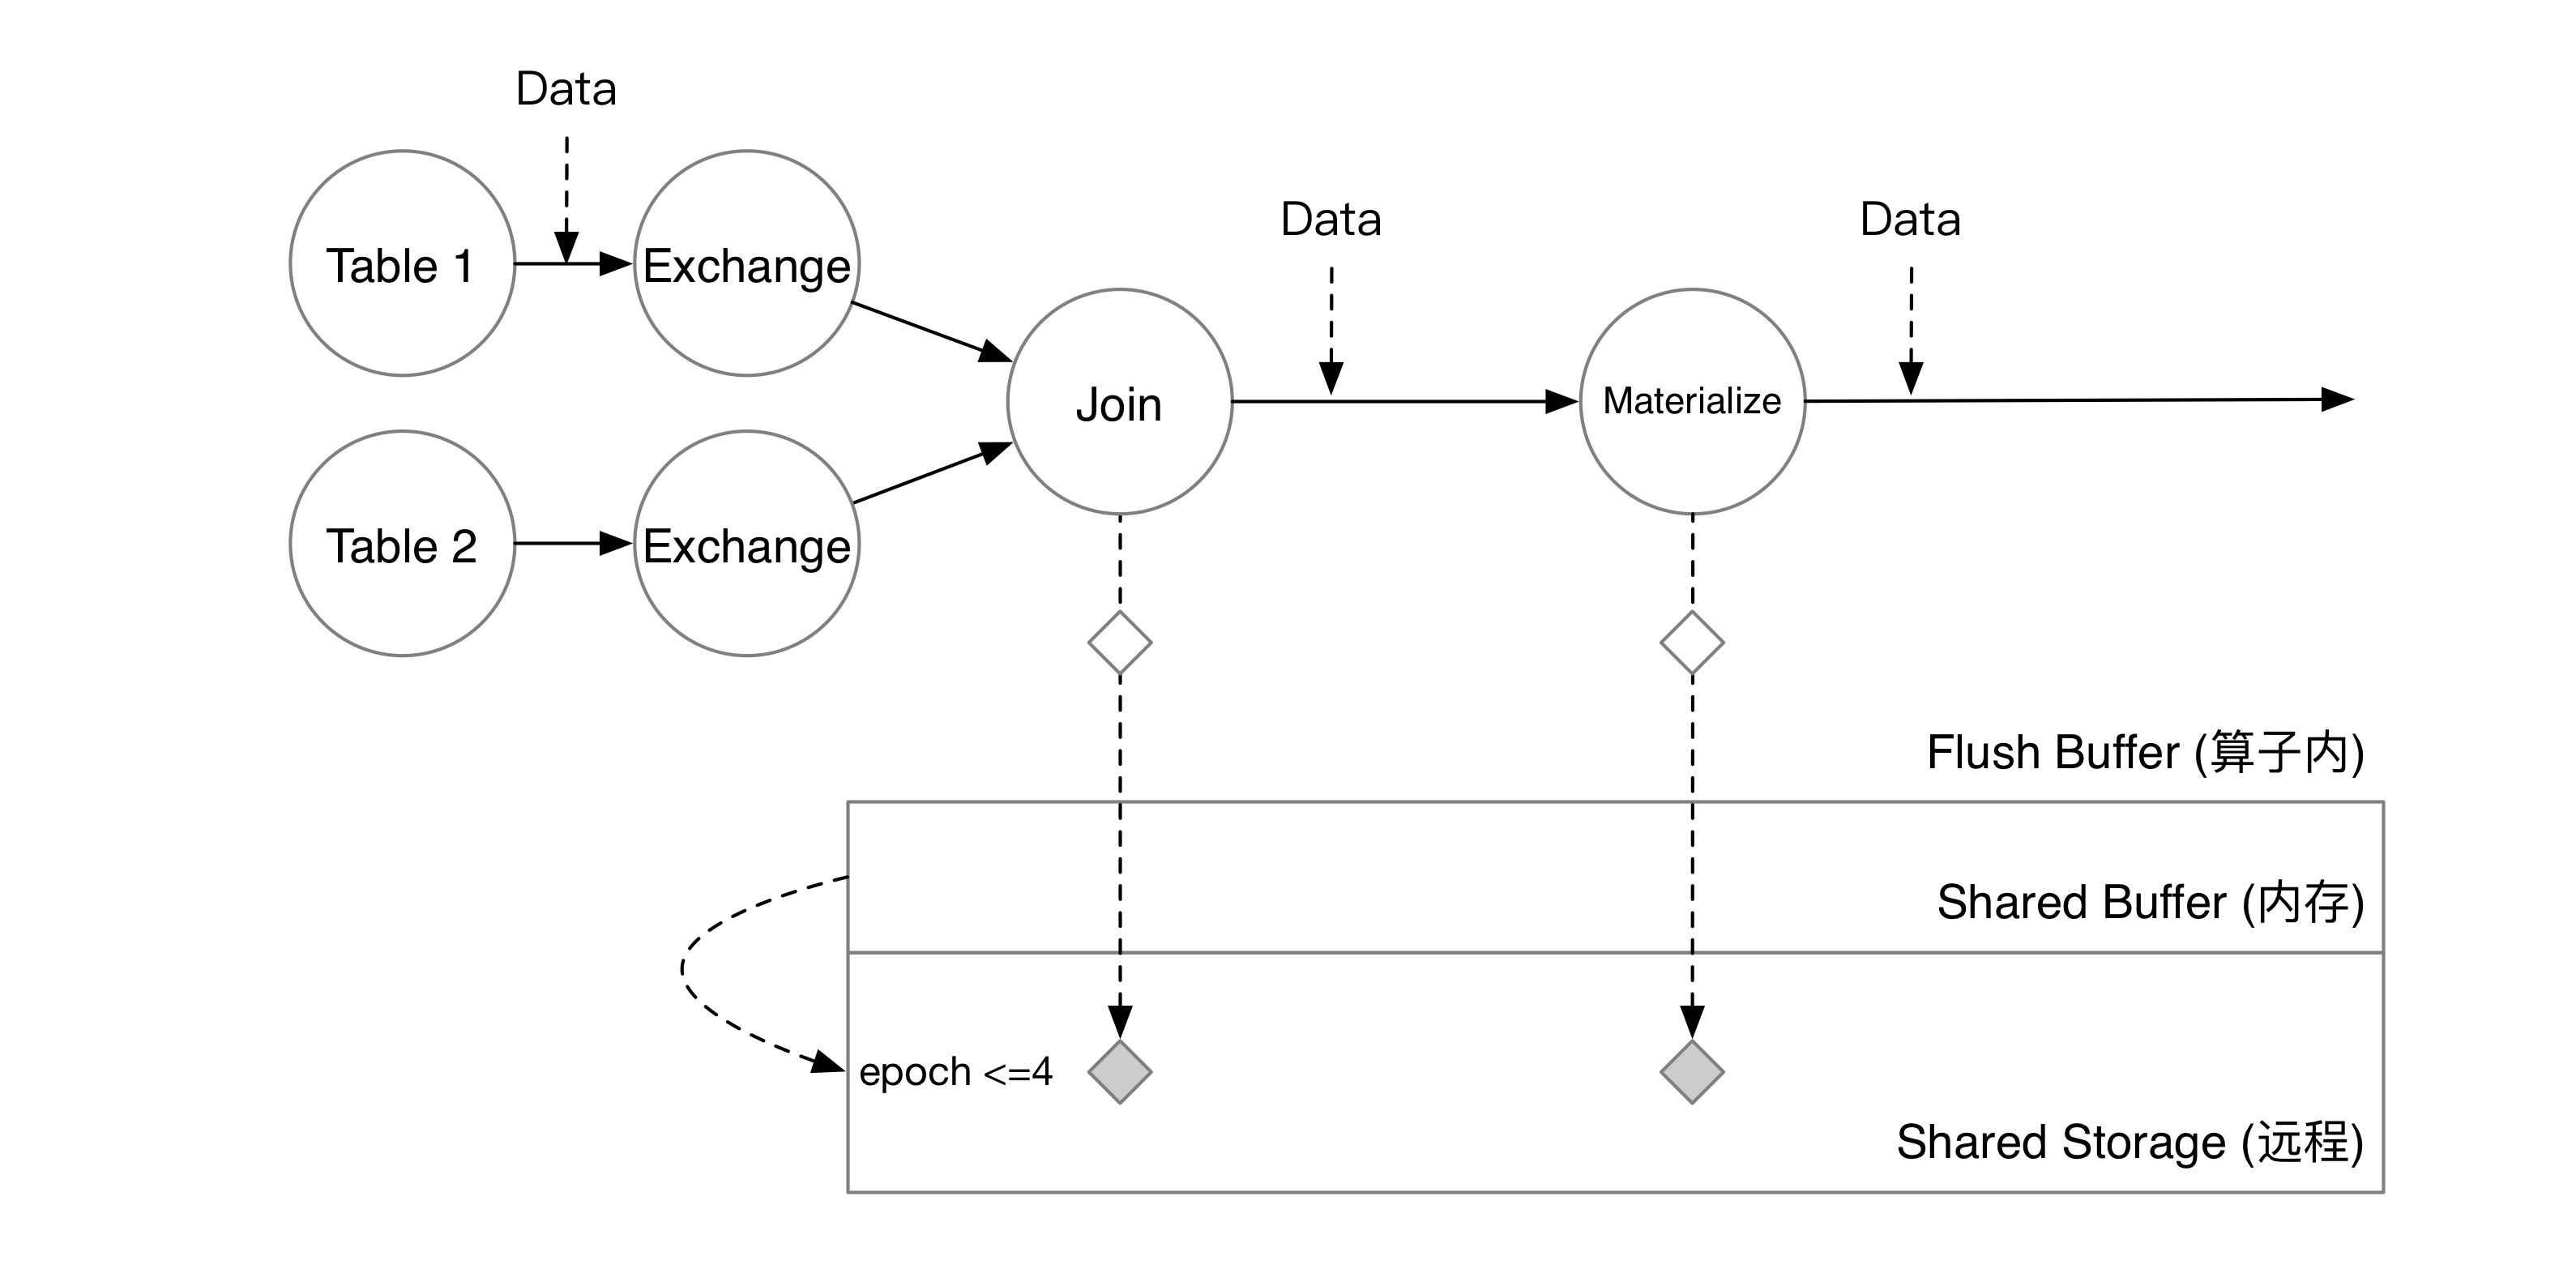 Data
Table 1
Exchange
Data
Data
Join
Materialize
Table 2
Exchange
Flush Buffer (算子内)
Shared Buffer (内存)
epoch <=4
Shared Storage (远程)